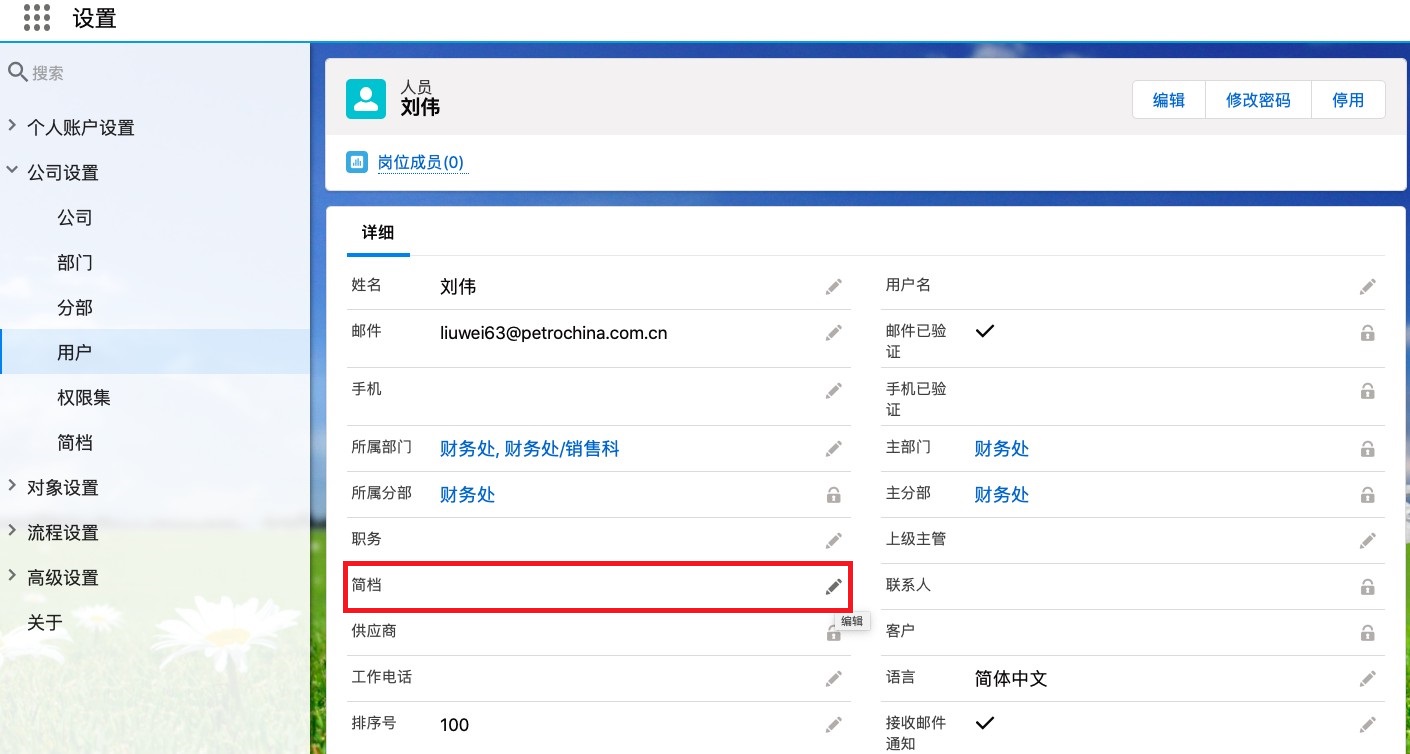 设置
搜索
个人账户设置
公司设置
公司
部门
分部
用户
权限集
简档
对象设置
流程设置
高级设置
关于
人员
刘伟
编辑 修改密码 停用
岗位成员(0)
详细
姓名 刘伟 用户名
邮件 liuwei63@petrochina.com.cn 邮件已验
证
手机 手机已验
证
所属部门 财务处, 财务处/销售科 主部门 财务处
所属分部 财务处 主分部 财务处
职务 上级主管
简档 联系人
编辑
供应商 客户
工作电话 语言 简体中文
排序号 100 接收邮件
通知